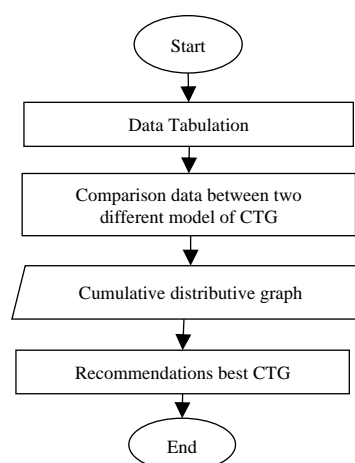 Start
Data Tabulation
Comparison data between two
different model of CTG
Cumulative distributive graph
Recommendations best CTG
End